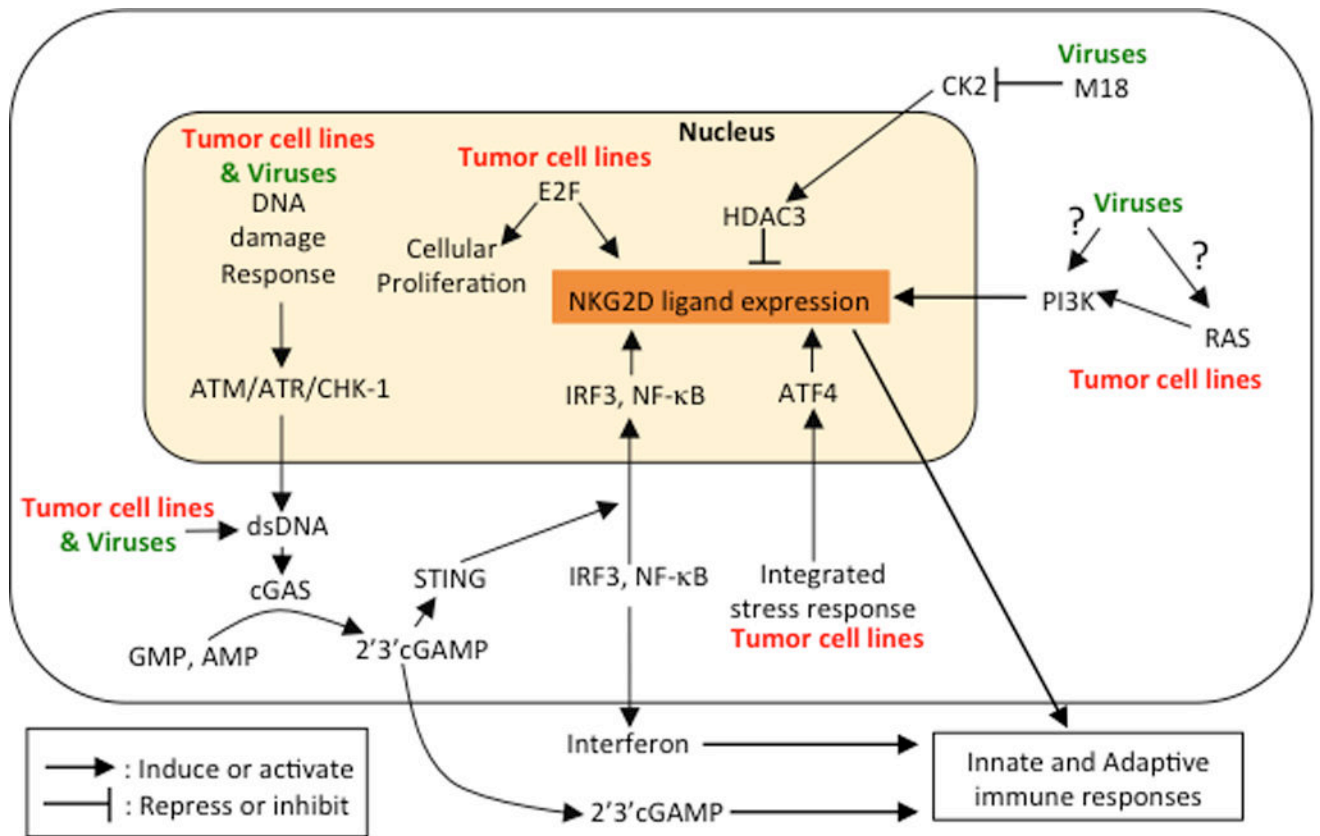 Viruses
CK2
M18
Nucleus
Tumor cell lines
& Viruses
DNA
damage
Response
Tumor cell lines
E2F
Cellular
Proliferation
HDAC3
Viruses
?
?
NKG2D ligand expression
PI3K
RAS
Tumor cell lines
ATM/ATR/CHK-1
IRF3, NF-κB
ATF4
Tumor cell lines
& Viruses
dsDNA
cGAS
GMP, AMP
2'3'cGAMP
STING
IRF3, NF-κB
Integrated
stress response
Tumor cell lines
Interferon
2'3'cGAMP
Innate and Adaptive
immune responses
: Induce or activate
: Repress or inhibit